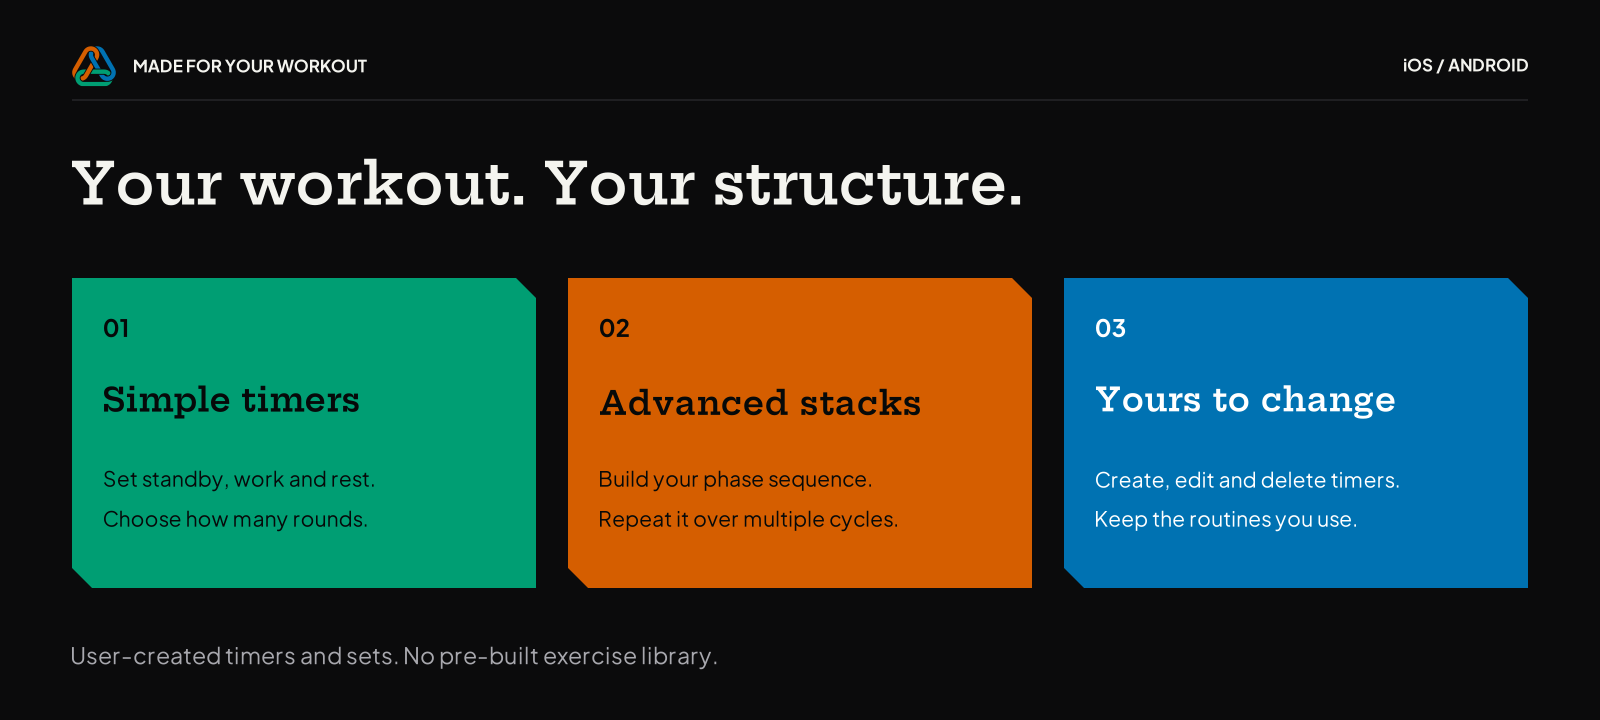 MADE FOR YOUR WORKOUT
iOS / ANDROID
Your workout. Your structure.
01
Simple timers
Set standby, work and rest.
Choose how many rounds.
02
Advanced stacks
Build your phase sequence.
Repeat it over multiple cycles.
03
Yours to change
Create, edit and delete timers.
Keep the routines you use.
User-created timers and sets. No pre-built exercise library.